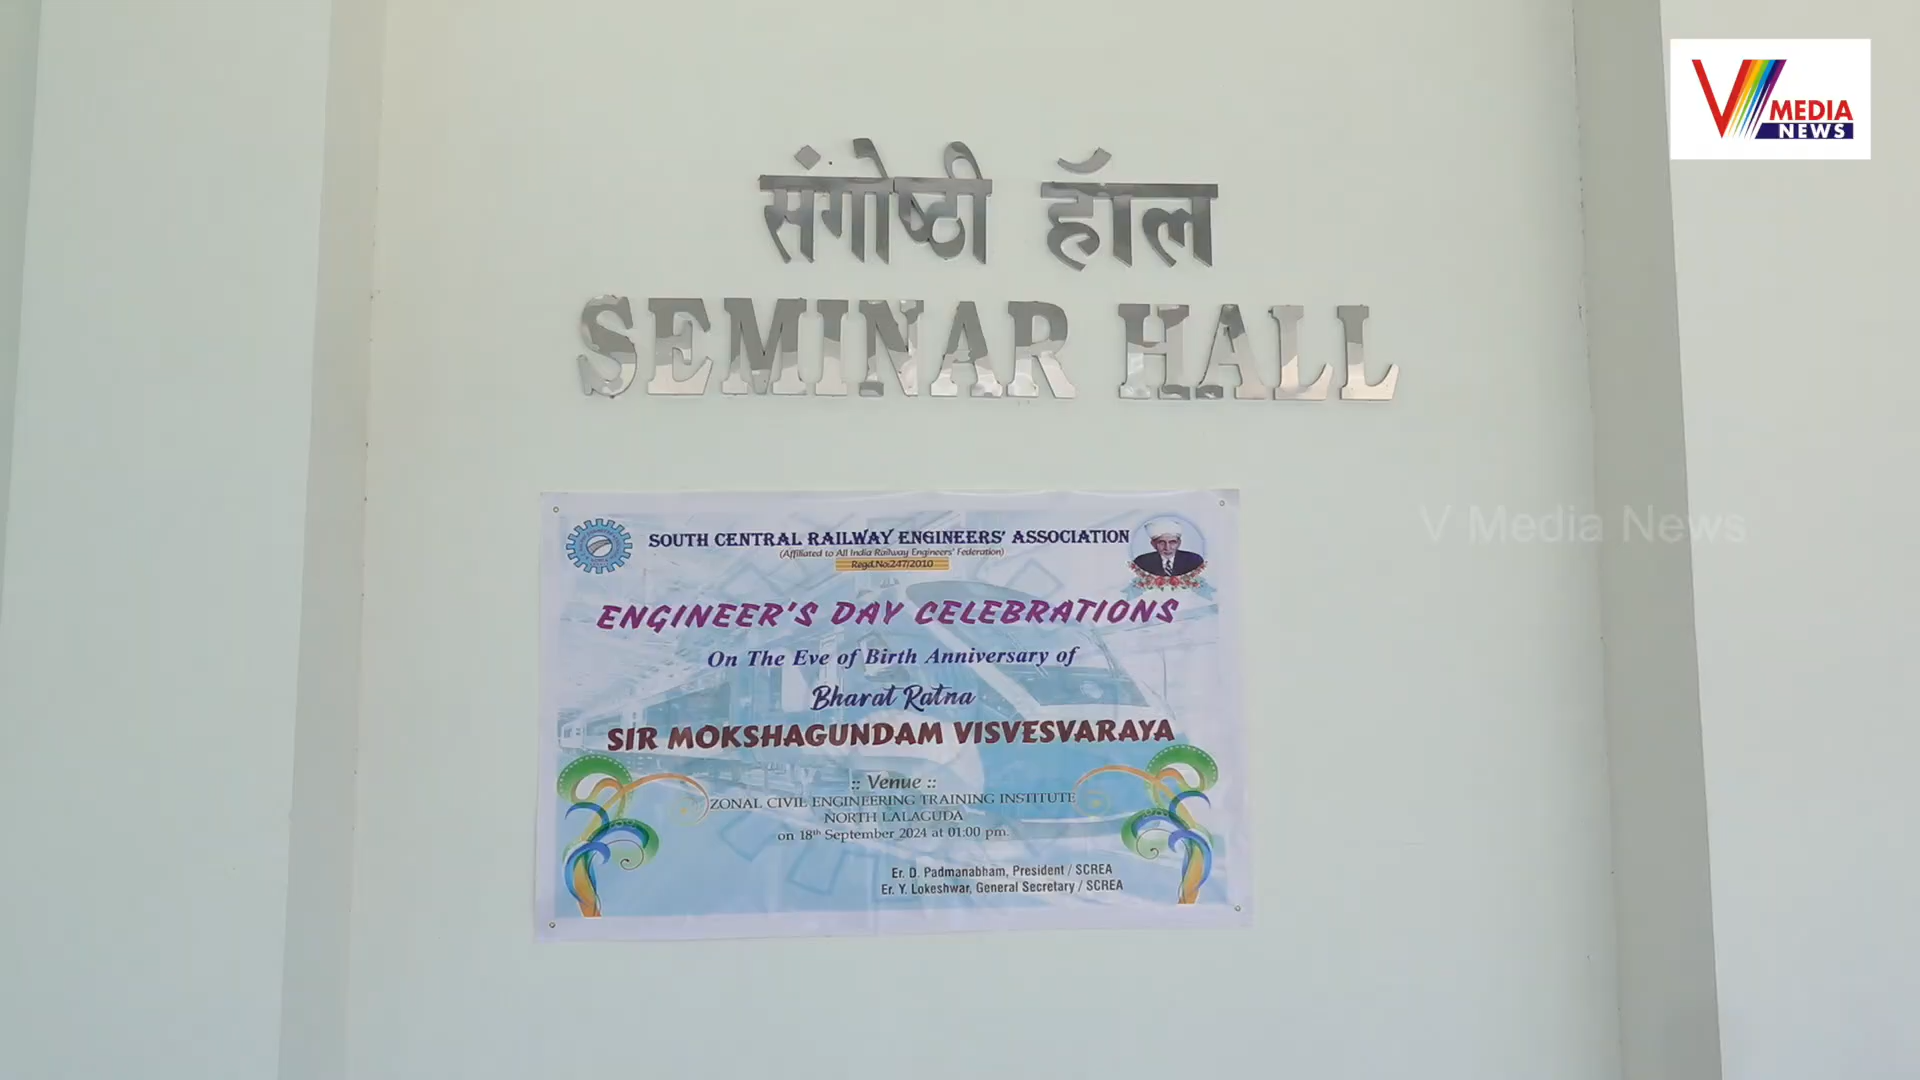 V MEDIA
NEWS
संगोष्ठी हॉल
SEMINAR HALL
V Media News
SOUTH CENTRAL RAILWAY ENGINEERS' ASSOCIATION
(Affiliated to All India Railway Engineers' Federation)
Regd.No:247/2010
ENGINEER'S DAY CELEBRATIONS
On The Eve of Birth Anniversary of
Bharat Ratna
SIR MOKSHAGUNDAM VISVESVARAYA
:: Venue ::
ZONAL CIVIL ENGINEERING TRAINING INSTITUTE
NORTH LALAGUDA
on 18th September 2024 at 01:00 pm.
Er. D. Padmanabham, President / SCREA
Er. Y. Lokeshwar, General Secretary / SCREA